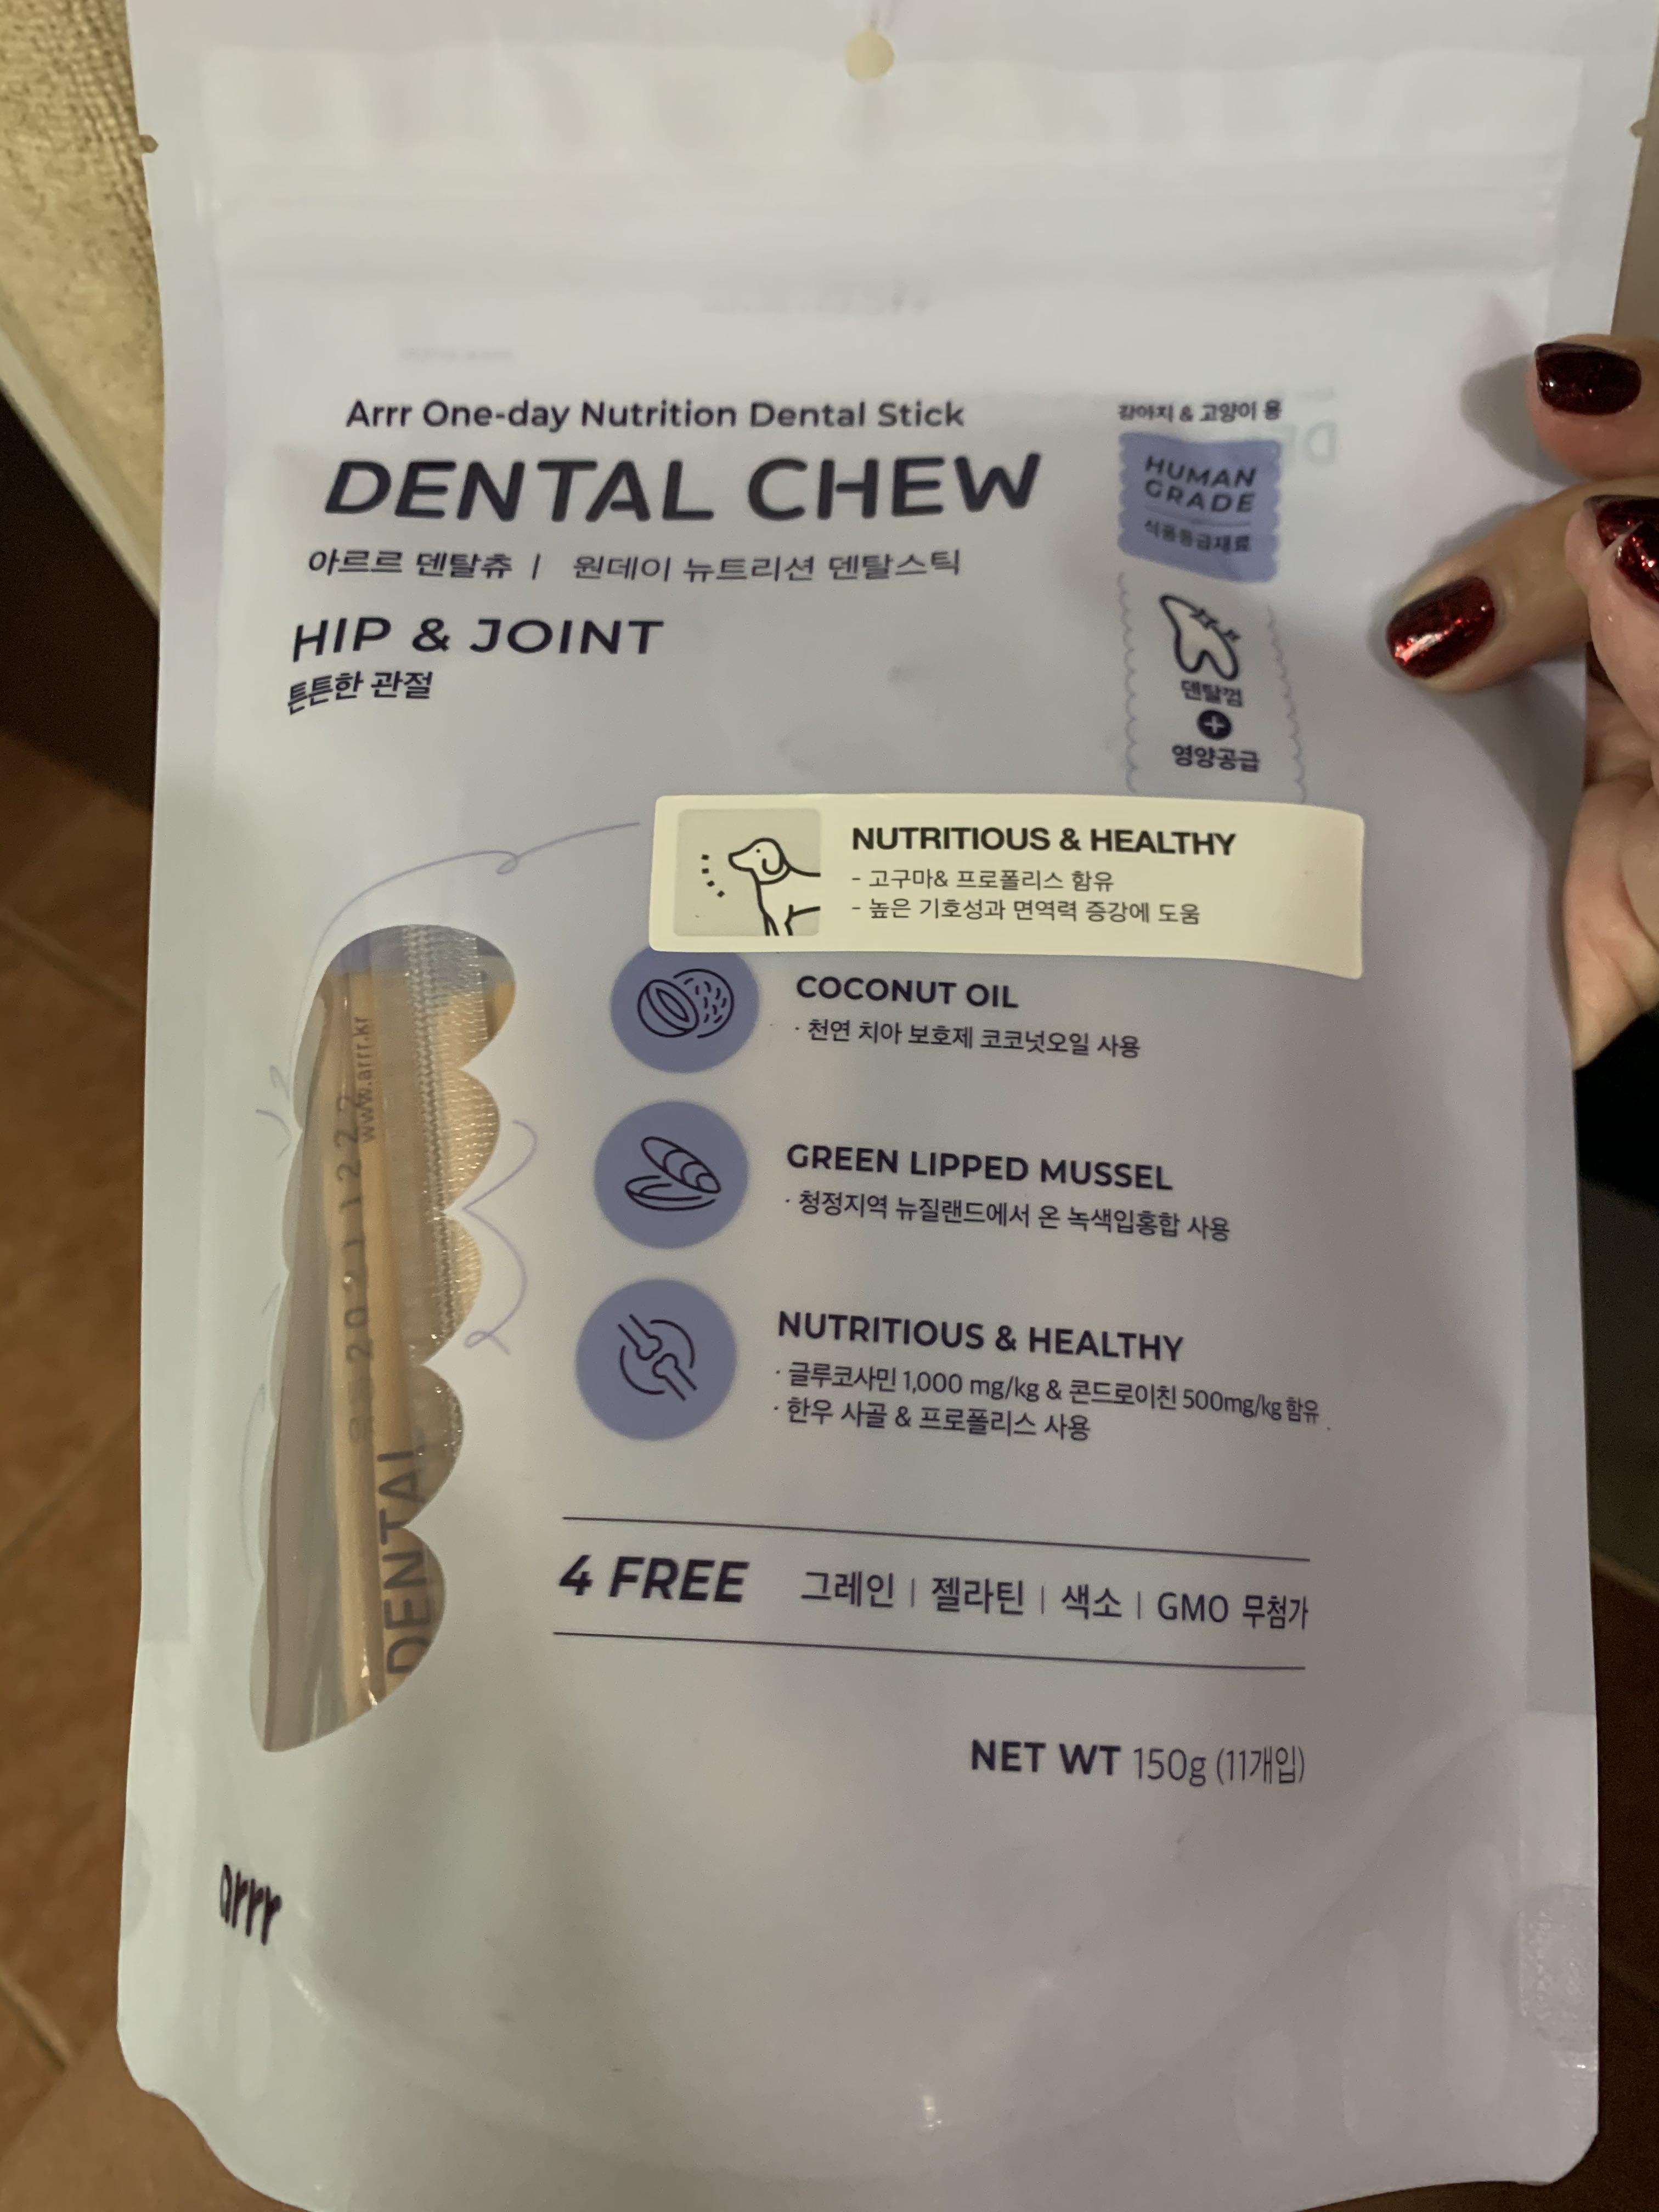 Arrr One-day Nutrition Dental Stick
DENTAL CHEW
아르르 덴탈츄 | 원데이 뉴트리션 덴탈스틱
HIP & JOINT
튼튼한 관절
강아지 & 고양이 용
HUMAN
GRADE
식품등급재료
덴탈껌
+
영양공급
NUTRITIOUS & HEALTHY
- 고구마& 프로폴리스 함유
- 높은 기호성과 면역력 증강에 도움
COCONUT OIL
· 천연 치아 보호제 코코넛오일 사용
GREEN LIPPED MUSSEL
· 청정지역 뉴질랜드에서 온 녹색입홍합 사용
NUTRITIOUS & HEALTHY
· 글루코사민 1,000 mg/kg & 콘드로이친 500mg/kg 함유
· 한우 사골 & 프로폴리스 사용
www.arrr.kr
DENTAL
4 FREE 그레인 | 젤라틴 | 색소 | GMO 무첨가
NET WT 150g (11개입)
arrr